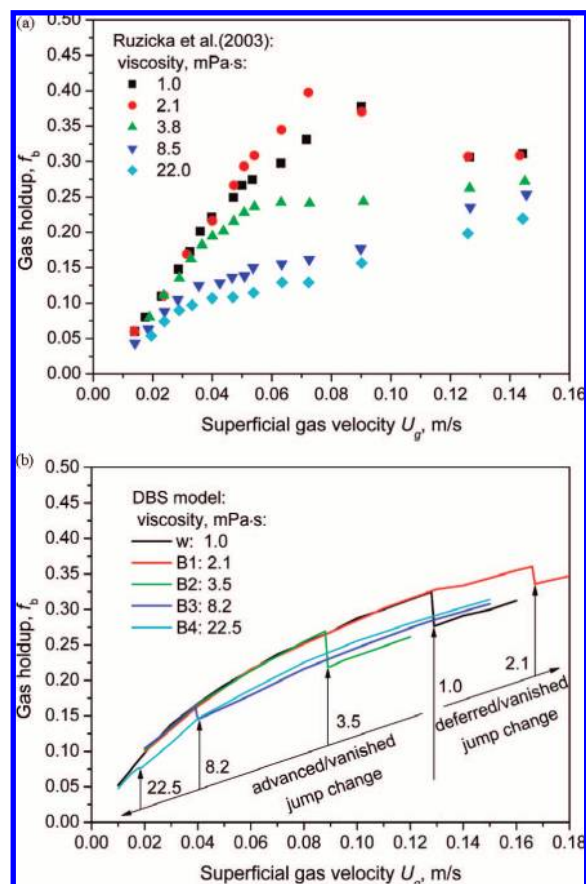 (a)
0.50
0.45
0.40
0.35
0.30
0.25
0.20
0.15
0.10
0.05
0.00
Gas holdup, f_b
Ruzicka et al.(2003):
viscosity, mPa·s:
1.0
2.1
3.8
8.5
22.0
0.00 0.02 0.04 0.06 0.08 0.10 0.12 0.14 0.16
Superficial gas velocity U_g, m/s
(b)
0.50
0.45
0.40
0.35
0.30
0.25
0.20
0.15
0.10
0.05
0.00
Gas holdup, f_b
DBS model:
viscosity, mPa·s:
w: 1.0
B1: 2.1
B2: 3.5
B3: 8.2
B4: 22.5
22.5
8.2
3.5
1.0
2.1
advanced/vanished
jump change
deferred/vanished
jump change
0.00 0.02 0.04 0.06 0.08 0.10 0.12 0.14 0.16 0.18
Superficial gas velocity U_g, m/s